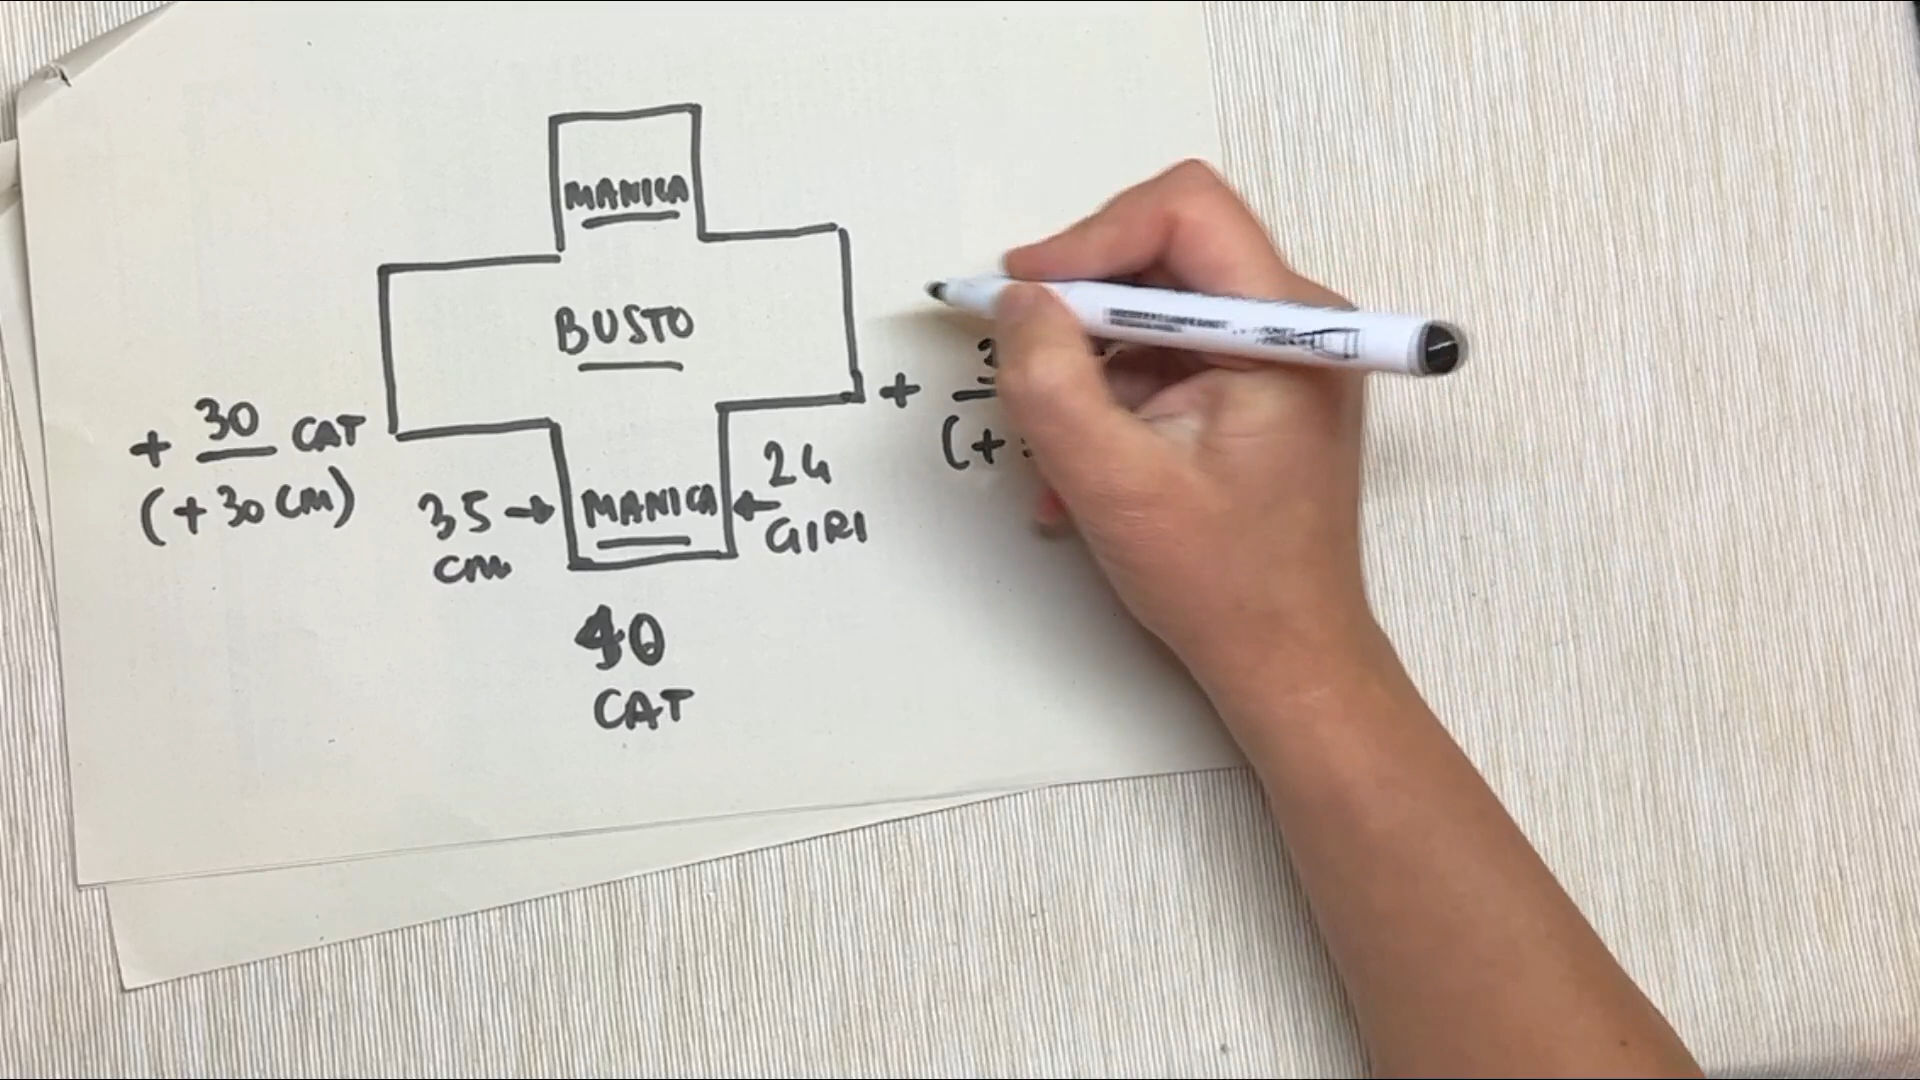 MANICA
BUSTO
+ 30 CAT
(+30 CM)
35
cm
MANICA
24
GIRI
40
CAT
+
(+